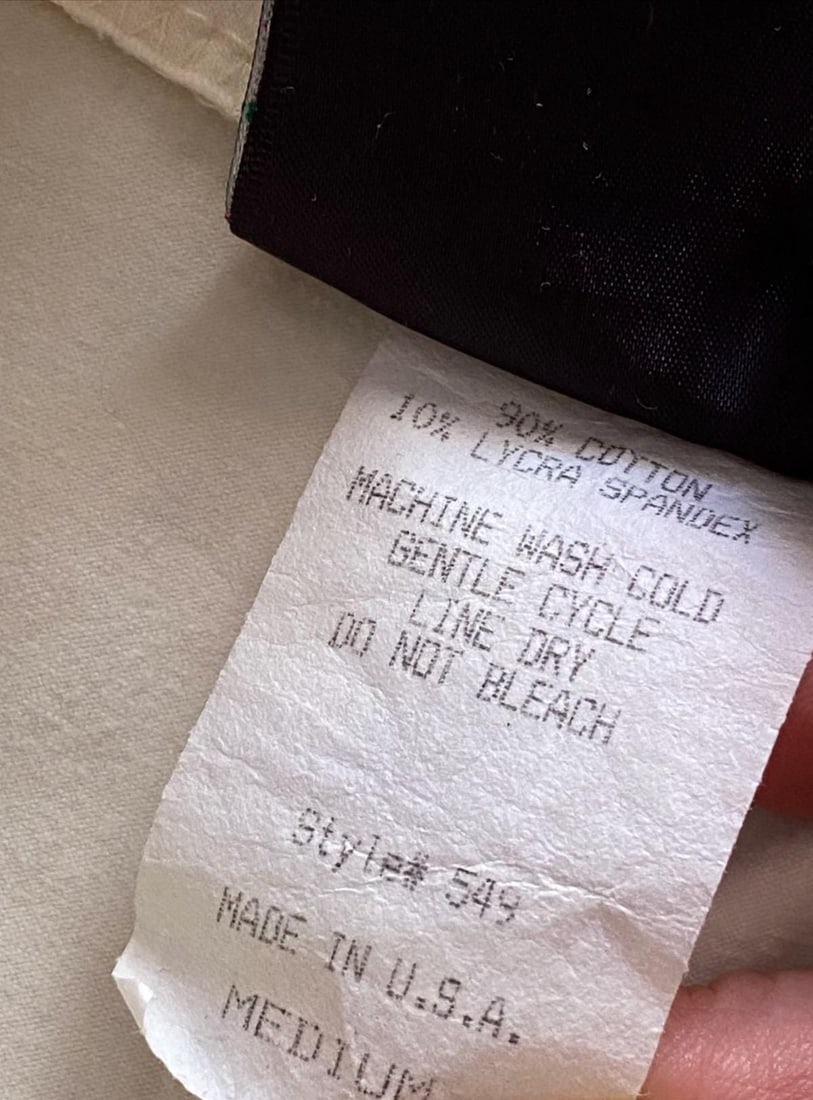 90% COTTON
10% LYCRA SPANDEX
MACHINE WASH COLD
GENTLE CYCLE
LINE DRY
DO NOT BLEACH
Style# 549
MADE IN U.S.A.
MEDIUM